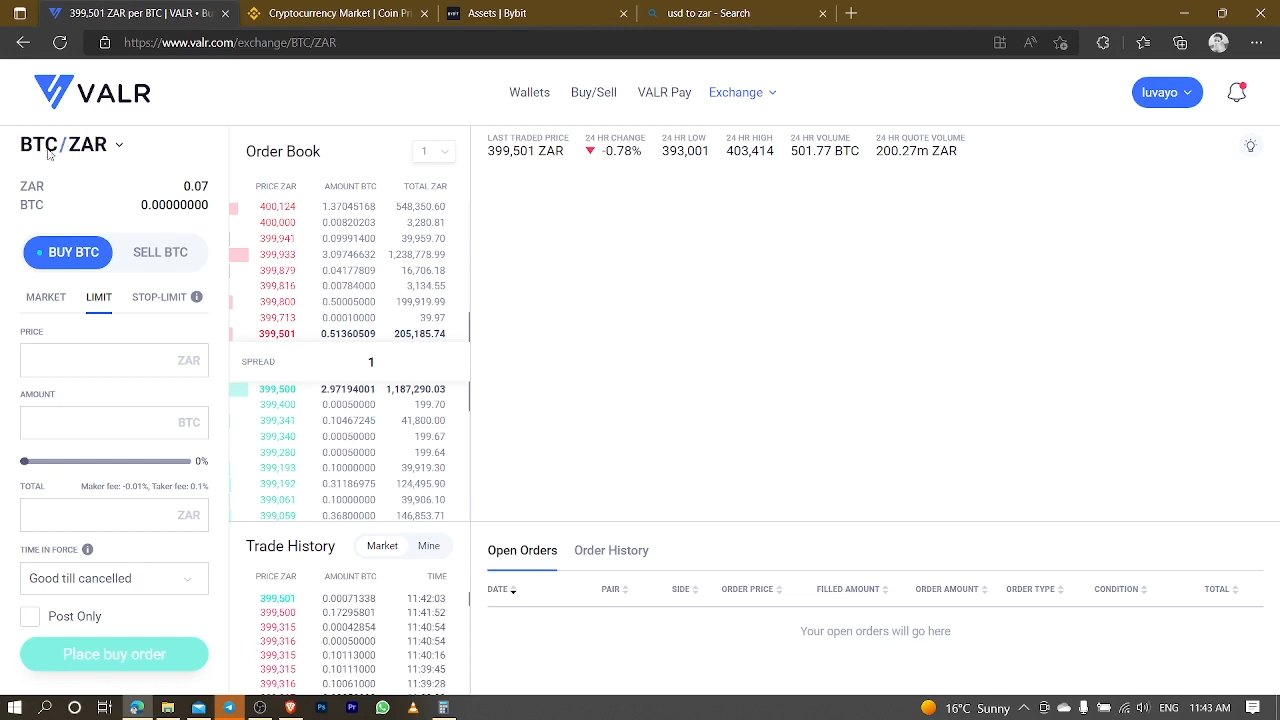 399,501 ZAR per BTC | VALR
Assets | Bybit
usd to zar - Search
https://www.valr.com/exchange/BTC/ZAR
VALR
Wallets
Buy/Sell
VALR Pay
Exchange
luvayo
BTC/ZAR
ZAR 0.07
BTC 0.00000000
BUY BTC
SELL BTC
MARKET
LIMIT
STOP-LIMIT
PRICE
ZAR
AMOUNT
BTC
0%
TOTAL Maker fee: -0.01%, Taker fee: 0.1%
ZAR
TIME IN FORCE
Good till cancelled
Post Only
Place buy order
Order Book
1
PRICE ZAR AMOUNT BTC TOTAL ZAR
400,124 1.37045168 548,350.60
400,000 0.00820203 3,280.81
399,941 0.09991400 39,959.70
399,933 3.09746632 1,238,778.99
399,879 0.04177809 16,706.18
399,816 0.00784000 3,134.55
399,800 0.50005000 199,919.99
399,713 0.00010000 39.97
399,501 0.51360509 205,185.74
SPREAD 1
399,500 2.97194001 1,187,290.03
399,400 0.00050000 199.70
399,341 0.10467245 41,800.00
399,340 0.00050000 199.67
399,280 0.00050000 199.64
399,193 0.10000000 39,919.30
399,192 0.31186975 124,495.90
399,061 0.10000000 39,906.10
399,059 0.36800000 146,853.71
Trade History
Market
Mine
PRICE ZAR AMOUNT BTC TIME
399,501 0.00071338 11:42:03
399,500 0.17295801 11:41:52
399,315 0.00042854 11:40:54
399,316 0.00050000 11:40:54
399,315 0.10113000 11:40:16
399,315 0.10111000 11:39:45
399,316 0.10061000 11:39:28
LAST TRADED PRICE
399,501 ZAR
24 HR CHANGE
-0.78%
24 HR LOW
393,001
24 HR HIGH
403,414
24 HR VOLUME
501.77 BTC
24 HR QUOTE VOLUME
200.27m ZAR
Open Orders
Order History
DATE PAIR SIDE ORDER PRICE FILLED AMOUNT ORDER AMOUNT ORDER TYPE CONDITION TOTAL
Your open orders will go here
16°C Sunny
ENG
11:43 AM